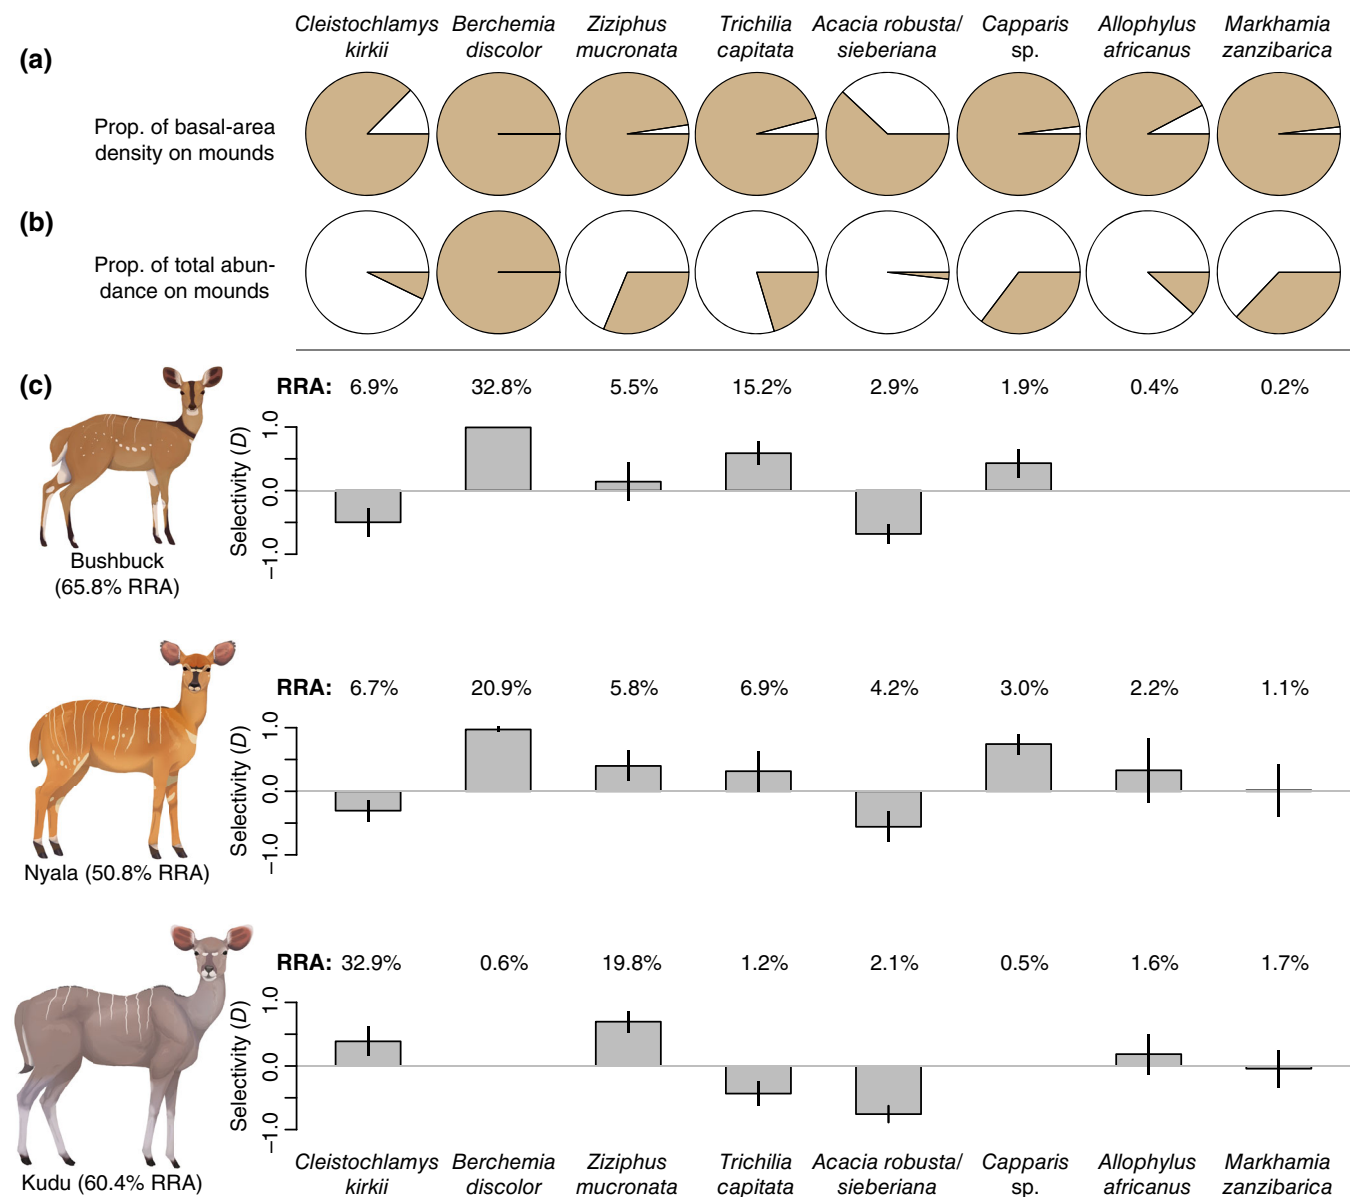 Cleistochlamys kirkii
Berchemia discolor
Ziziphus mucronata
Trichilia capitata
Acacia robusta/ sieberiana
Capparis sp.
Allophylus africanus
Markhamia zanzibarica
(a)
Prop. of basal-area
density on mounds
(b)
Prop. of total abun-
dance on mounds
(c)
RRA: 6.9% 32.8% 5.5% 15.2% 2.9% 1.9% 0.4% 0.2%
Selectivity (D)
1.0
0.0
−1.0
Bushbuck
(65.8% RRA)
RRA: 6.7% 20.9% 5.8% 6.9% 4.2% 3.0% 2.2% 1.1%
Selectivity (D)
1.0
0.0
−1.0
Nyala (50.8% RRA)
RRA: 32.9% 0.6% 19.8% 1.2% 2.1% 0.5% 1.6% 1.7%
Selectivity (D)
1.0
0.0
−1.0
Kudu (60.4% RRA)
Cleistochlamys kirkii
Berchemia discolor
Ziziphus mucronata
Trichilia capitata
Acacia robusta/ sieberiana
Capparis sp.
Allophylus africanus
Markhamia zanzibarica